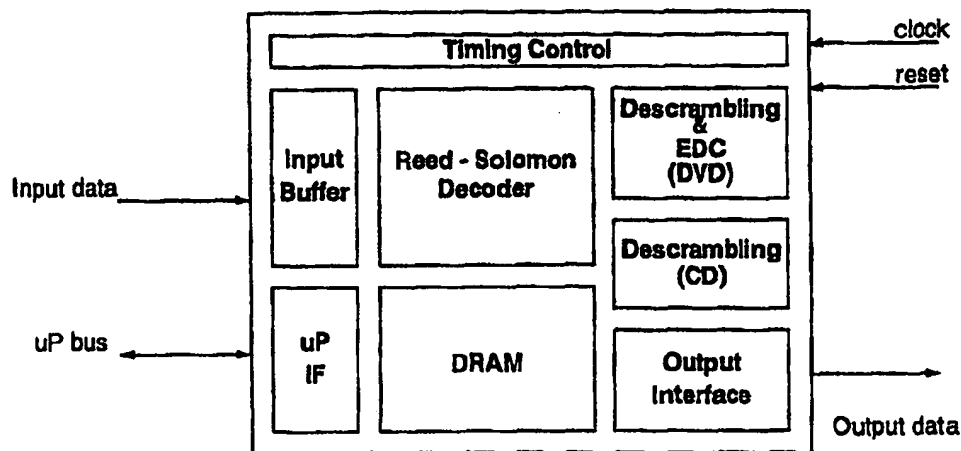 Timing Control
clock
reset
Input data
Input
Buffer
Reed - Solomon
Decoder
Descrambling
&
EDC
(DVD)
Descrambling
(CD)
uP bus
uP
IF
DRAM
Output
Interface
Output data